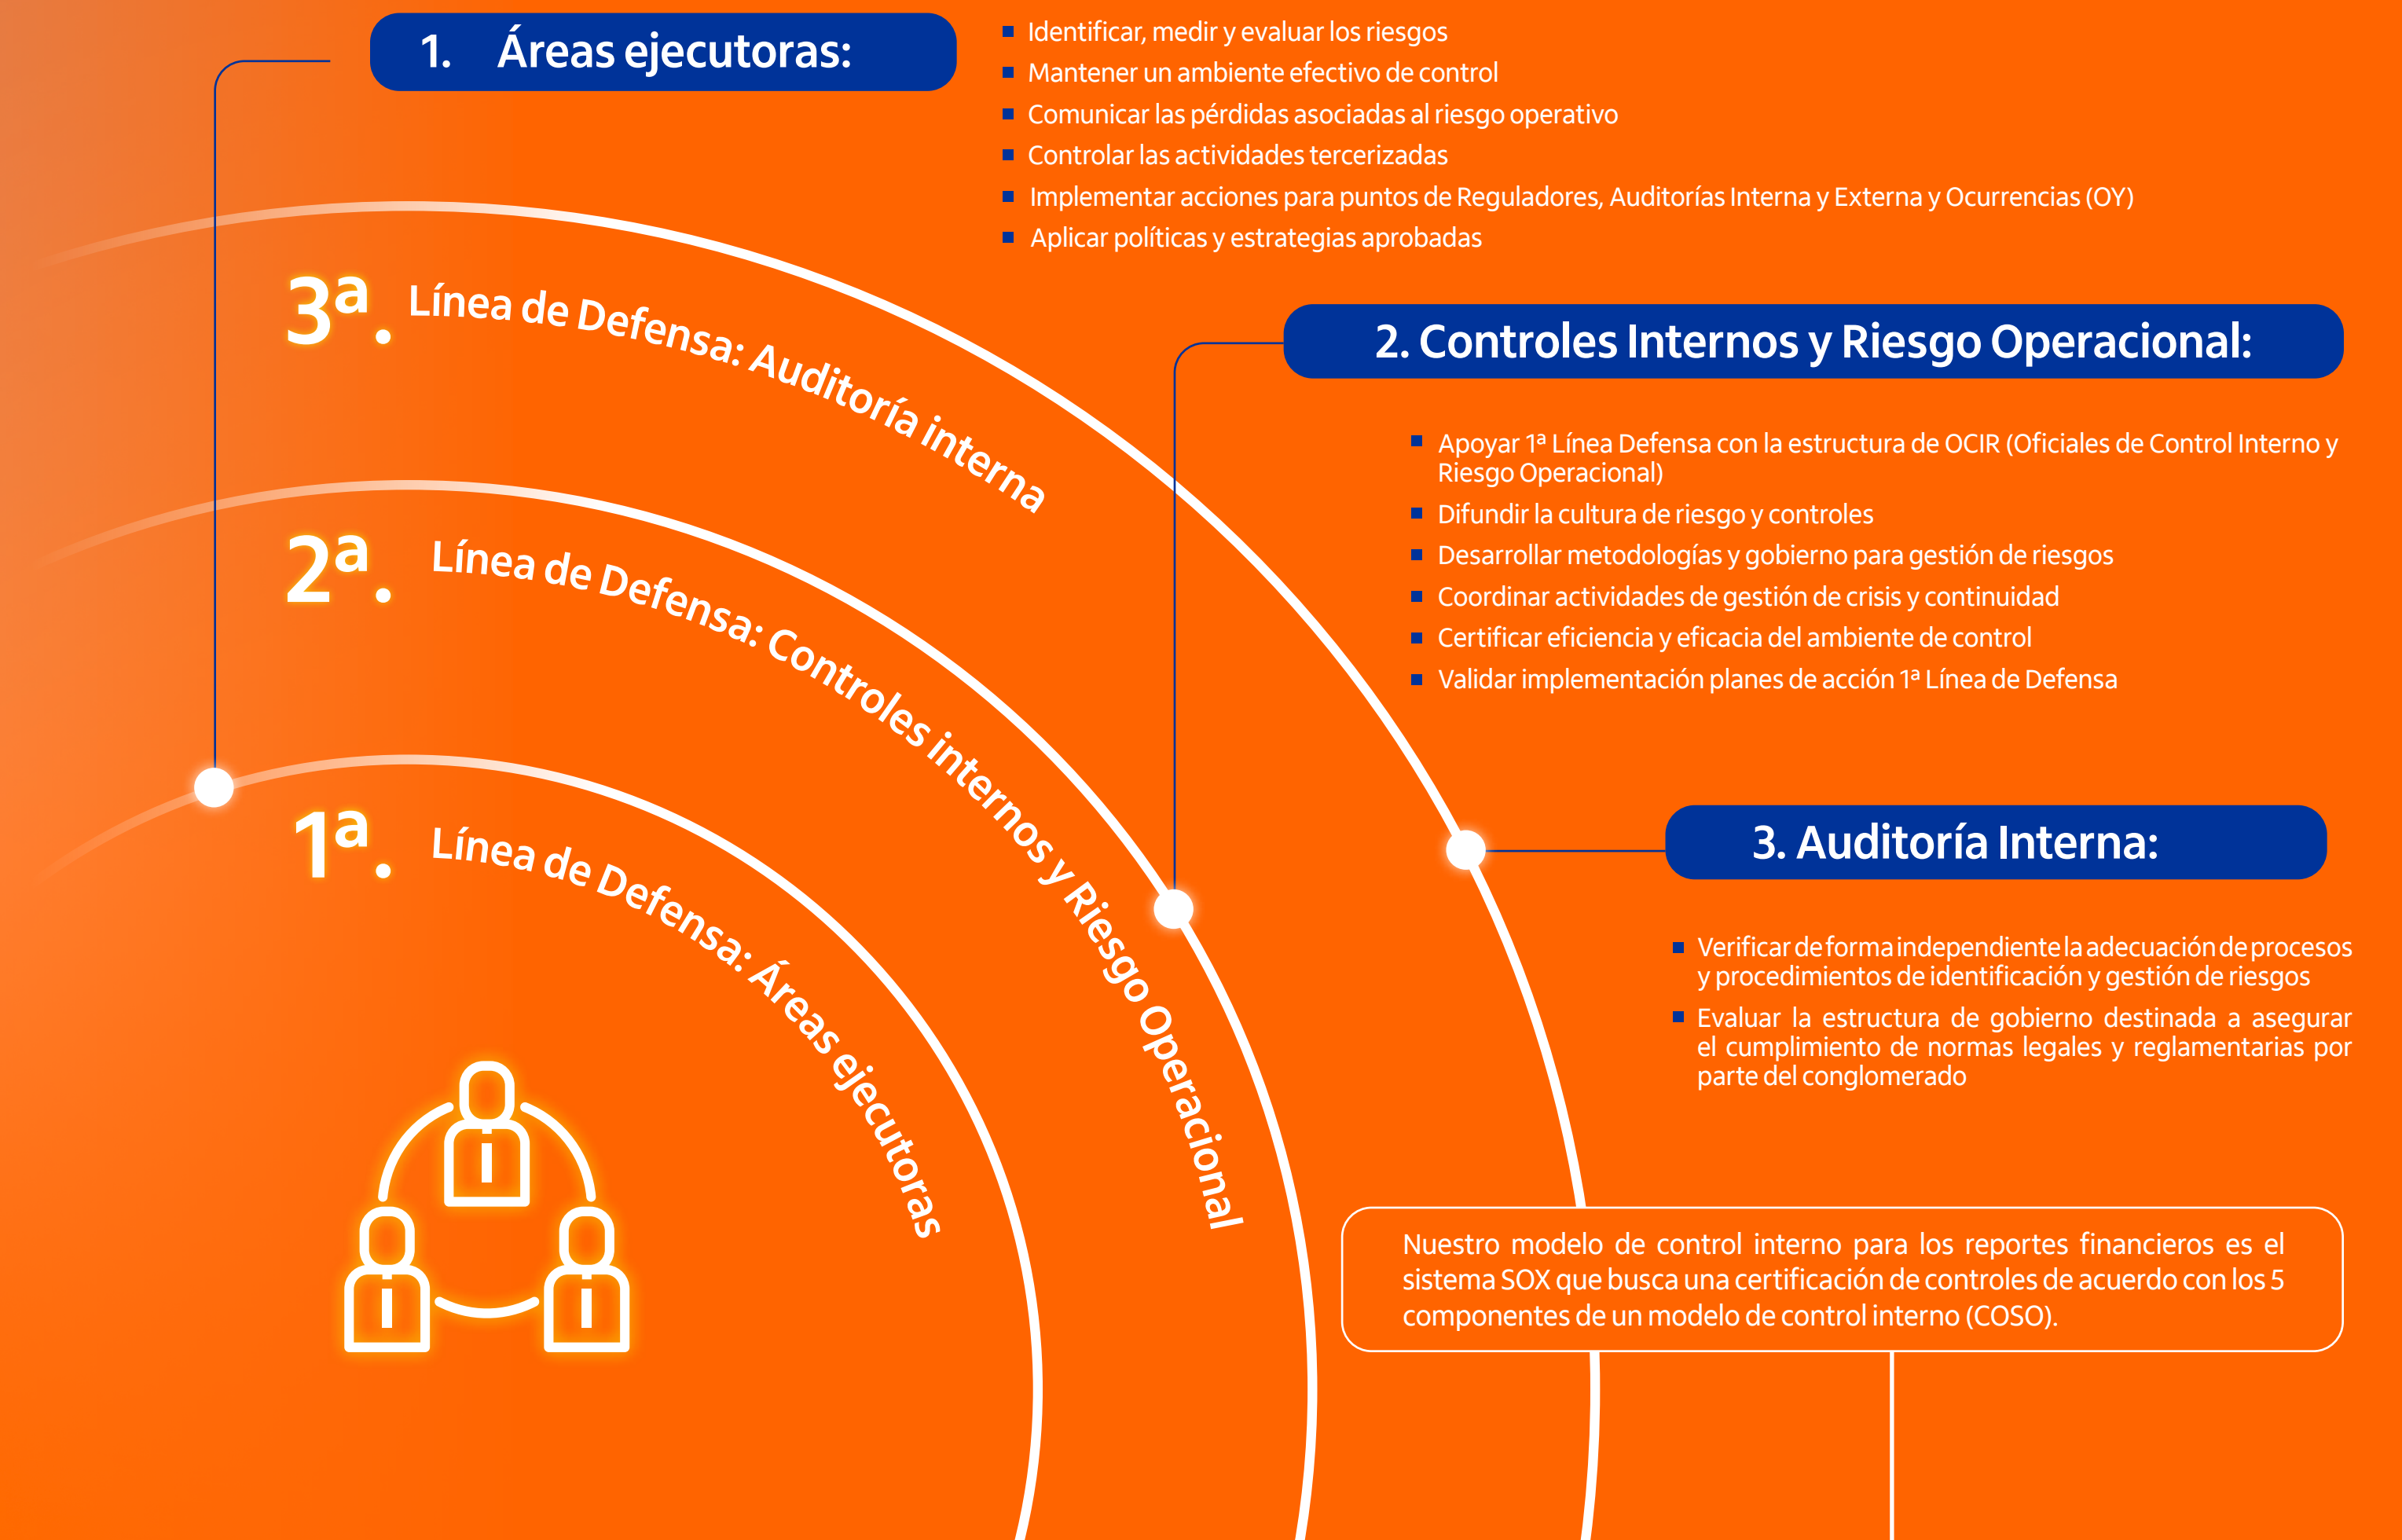 1. Áreas ejecutoras:
Identificar, medir y evaluar los riesgos
Mantener un ambiente efectivo de control
Comunicar las pérdidas asociadas al riesgo operativo
Controlar las actividades tercerizadas
Implementar acciones para puntos de Reguladores, Auditorías Interna y Externa y Ocurrencias (OY)
Aplicar políticas y estrategias aprobadas
3ª. Línea de Defensa: Auditoría interna
2. Controles Internos y Riesgo Operacional:
Apoyar 1ª Línea Defensa con la estructura de OCIR (Oficiales de Control Interno y
Riesgo Operacional)
Difundir la cultura de riesgo y controles
Desarrollar metodologías y gobierno para gestión de riesgos
Coordinar actividades de gestión de crisis y continuidad
Certificar eficiencia y eficacia del ambiente de control
Validar implementación planes de acción 1ª Línea de Defensa
2ª. Línea de Defensa: Controles internos y Riesgo Operacional
1ª. Línea de Defensa: Áreas ejecutoras
3. Auditoría Interna:
Verificar de forma independiente la adecuación de procesos
y procedimientos de identificación y gestión de riesgos
Evaluar la estructura de gobierno destinada a asegurar
el cumplimiento de normas legales y reglamentarias por
parte del conglomerado
Nuestro modelo de control interno para los reportes financieros es el
sistema SOX que busca una certificación de controles de acuerdo con los 5
componentes de un modelo de control interno (COSO).